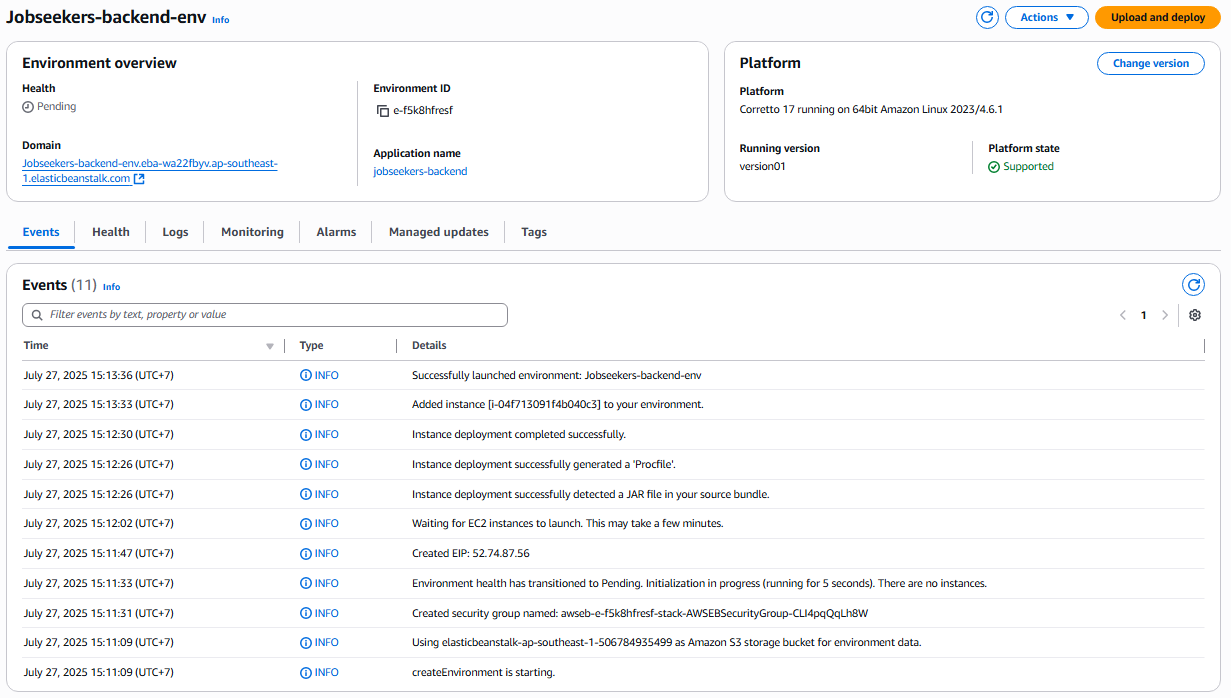 Jobseekers-backend-env Info
Actions
Upload and deploy
Environment overview
Health
Pending
Domain
Jobseekers-backend-env.eba-wa22fbyv.ap-southeast-
1.elasticbeanstalk.com
Environment ID
e-f5k8hfresf
Application name
jobseekers-backend
Platform
Change version
Platform
Corretto 17 running on 64bit Amazon Linux 2023/4.6.1
Running version
version01
Platform state
Supported
Events
Health
Logs
Monitoring
Alarms
Managed updates
Tags
Events (11) Info
Filter events by text, property or value
1
Time Type Details
July 27, 2025 15:13:36 (UTC+7) INFO Successfully launched environment: Jobseekers-backend-env
July 27, 2025 15:13:33 (UTC+7) INFO Added instance [i-04f713091f4b040c3] to your environment.
July 27, 2025 15:12:30 (UTC+7) INFO Instance deployment completed successfully.
July 27, 2025 15:12:26 (UTC+7) INFO Instance deployment successfully generated a 'Procfile'.
July 27, 2025 15:12:26 (UTC+7) INFO Instance deployment successfully detected a JAR file in your source bundle.
July 27, 2025 15:12:02 (UTC+7) INFO Waiting for EC2 instances to launch. This may take a few minutes.
July 27, 2025 15:11:47 (UTC+7) INFO Created EIP: 52.74.87.56
July 27, 2025 15:11:33 (UTC+7) INFO Environment health has transitioned to Pending. Initialization in progress (running for 5 seconds). There are no instances.
July 27, 2025 15:11:31 (UTC+7) INFO Created security group named: awseb-e-f5k8hfresf-stack-AWSEBSecurityGroup-CLI4pqQqLh8W
July 27, 2025 15:11:09 (UTC+7) INFO Using elasticbeanstalk-ap-southeast-1-506784935499 as Amazon S3 storage bucket for environment data.
July 27, 2025 15:11:09 (UTC+7) INFO createEnvironment is starting.